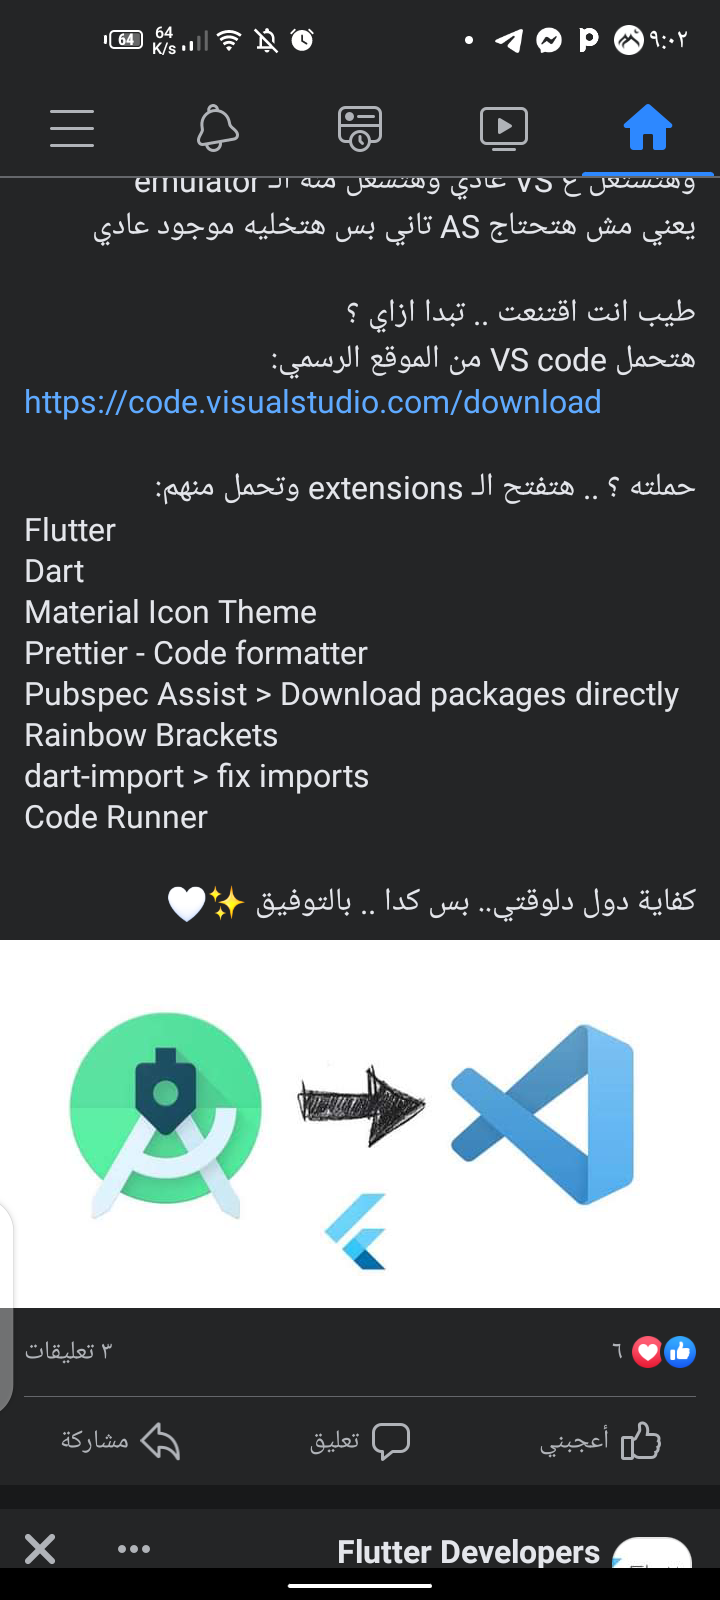 64
64
K/s
٩:٠٢
وهتشتغل ع VS عادي وهتشغل منه الـ emulator
يعني مش هتحتاج AS تاني بس هتخليه موجود عادي
طيب انت اقتنعت .. تبدا ازاي ؟
هتحمل VS code من الموقع الرسمي:
https://code.visualstudio.com/download
حملته ؟ .. هتفتح الـ extensions وتحمل منهم:
Flutter
Dart
Material Icon Theme
Prettier - Code formatter
Pubspec Assist > Download packages directly
Rainbow Brackets
dart-import > fix imports
Code Runner
كفاية دول دلوقتي.. بس كدا .. بالتوفيق ✨🤍
٦
٣ تعليقات
أعجبني
تعليق
مشاركة
Flutter Developers